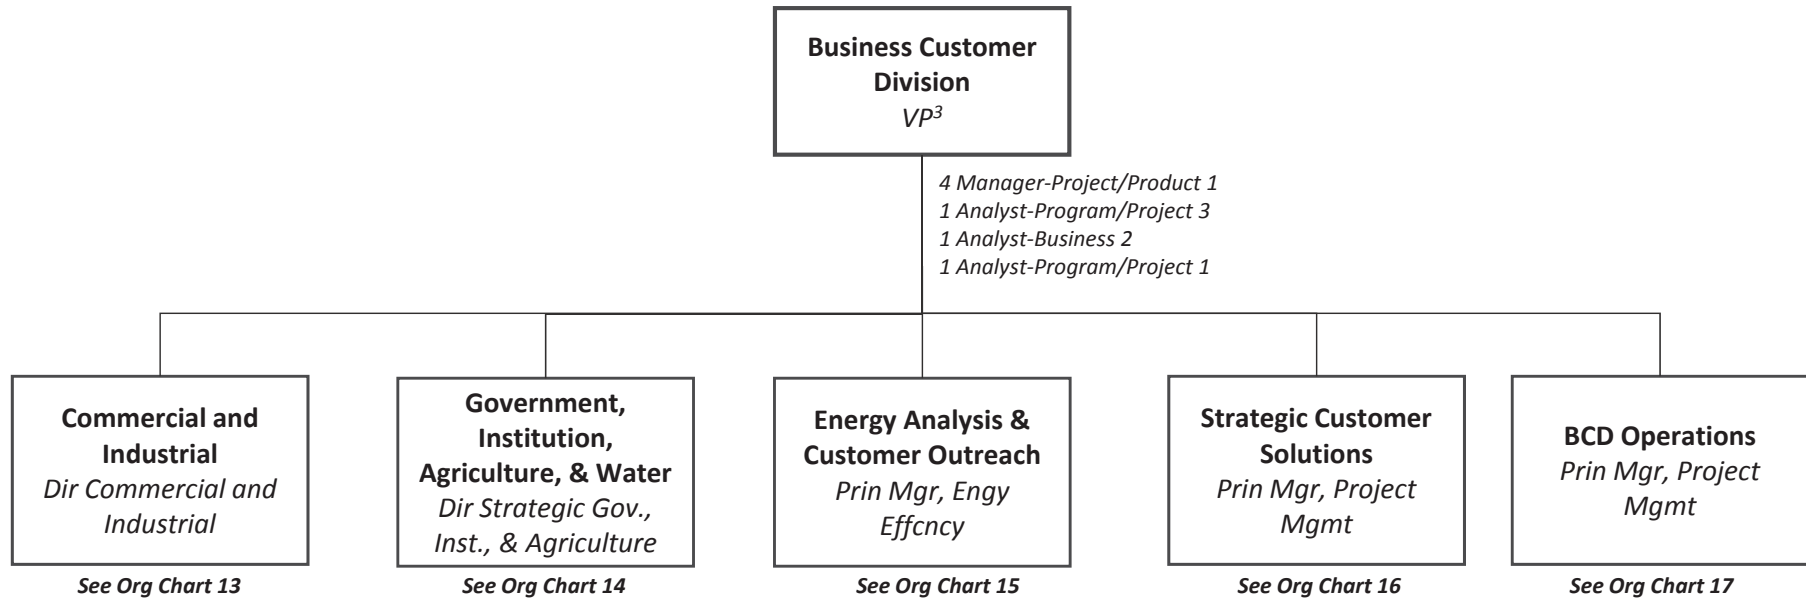 Business Customer
Division
VP³
4 Manager-Project/Product 1
1 Analyst-Program/Project 3
1 Analyst-Business 2
1 Analyst-Program/Project 1
Commercial and
Industrial
Dir Commercial and
Industrial
See Org Chart 13
Government,
Institution,
Agriculture, & Water
Dir Strategic Gov.,
Inst., & Agriculture
See Org Chart 14
Energy Analysis &
Customer Outreach
Prin Mgr, Engy
Effcncy
See Org Chart 15
Strategic Customer
Solutions
Prin Mgr, Project
Mgmt
See Org Chart 16
BCD Operations
Prin Mgr, Project
Mgmt
See Org Chart 17